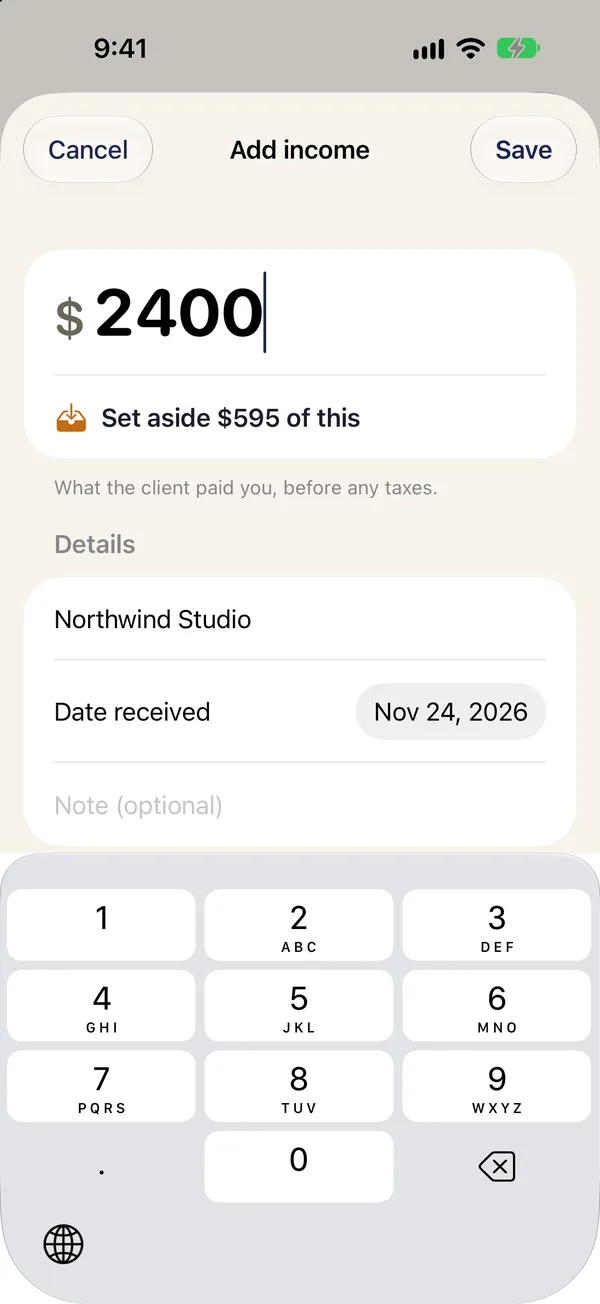 9:41
Cancel
Add income
Save
$ 2400
Set aside $595 of this
What the client paid you, before any taxes.
Details
Northwind Studio
Date received
Nov 24, 2026
Note (optional)
1
2
ABC
3
DEF
4
GHI
5
JKL
6
MNO
7
PQRS
8
TUV
9
WXYZ
.
0